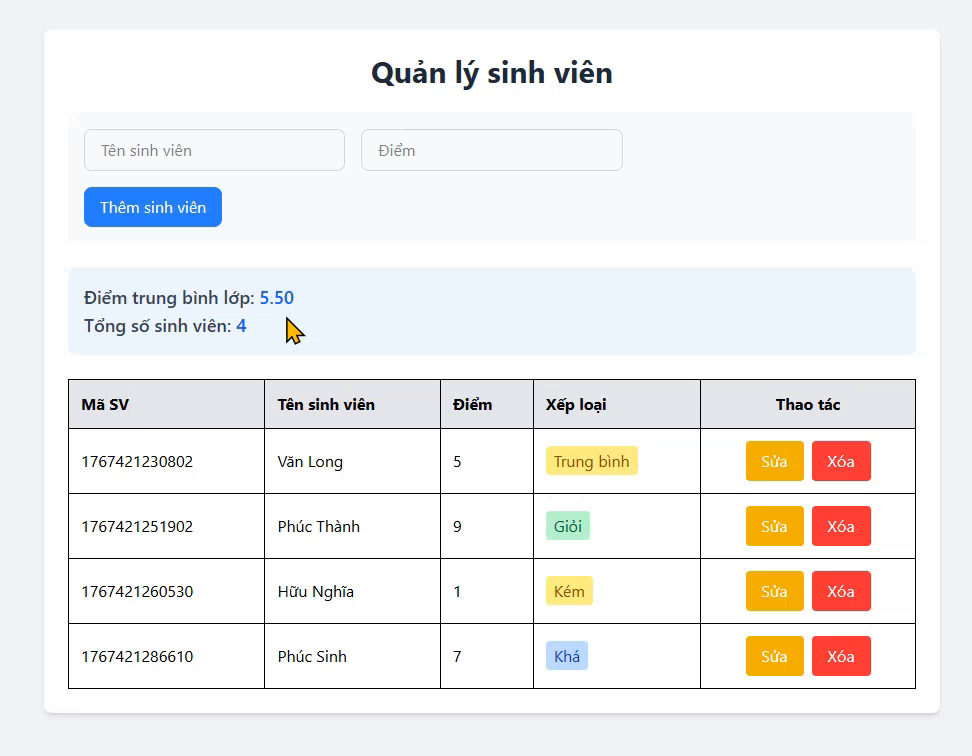 Quản lý sinh viên
Tên sinh viên Điểm
Thêm sinh viên
Điểm trung bình lớp: 5.50
Tổng số sinh viên: 4
Mã SV Tên sinh viên Điểm Xếp loại Thao tác
1767421230802 Văn Long 5 Trung bình Sửa Xóa
1767421251902 Phúc Thành 9 Giỏi Sửa Xóa
1767421260530 Hữu Nghĩa 1 Kém Sửa Xóa
1767421286610 Phúc Sinh 7 Khá Sửa Xóa